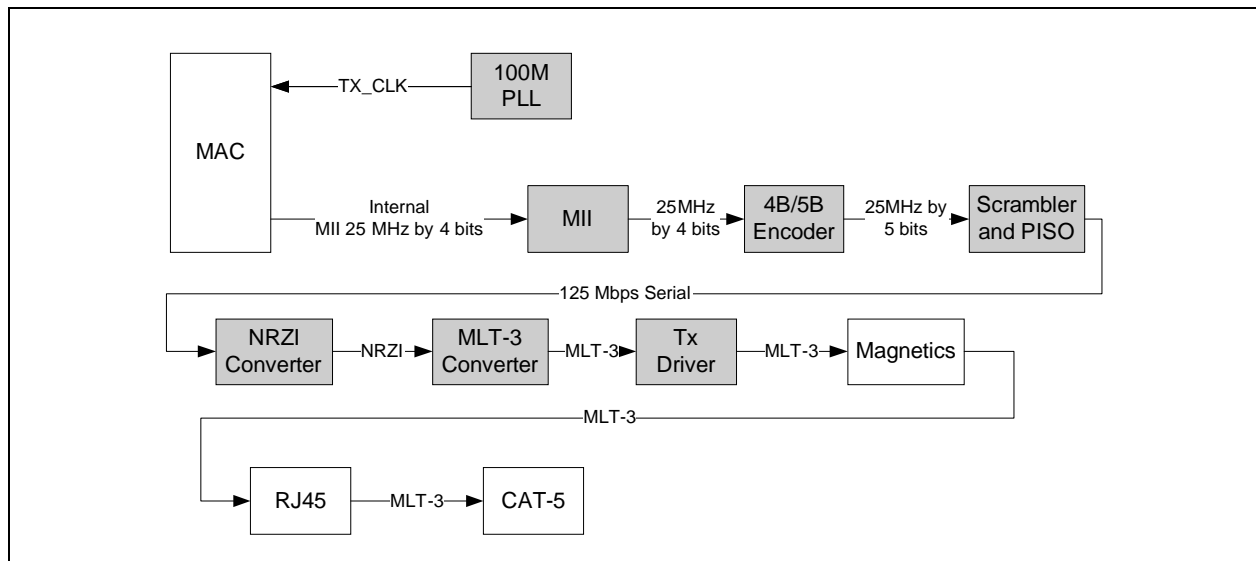 100M
PLL
TX_CLK
MAC
Internal
MII 25 MHz by 4 bits
MII
25MHz
by 4 bits
4B/5B
Encoder
25MHz by
5 bits
Scrambler
and PISO
125 Mbps Serial
NRZI
Converter
NRZI
MLT-3
Converter
MLT-3
Tx
Driver
MLT-3
Magnetics
MLT-3
RJ45
MLT-3
CAT-5